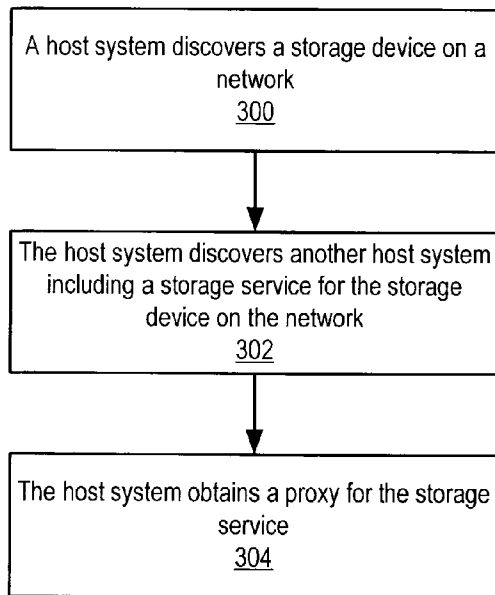 A host system discovers a storage device on a
network
300
The host system discovers another host system
including a storage service for the storage
device on the network
302
The host system obtains a proxy for the storage
service
304